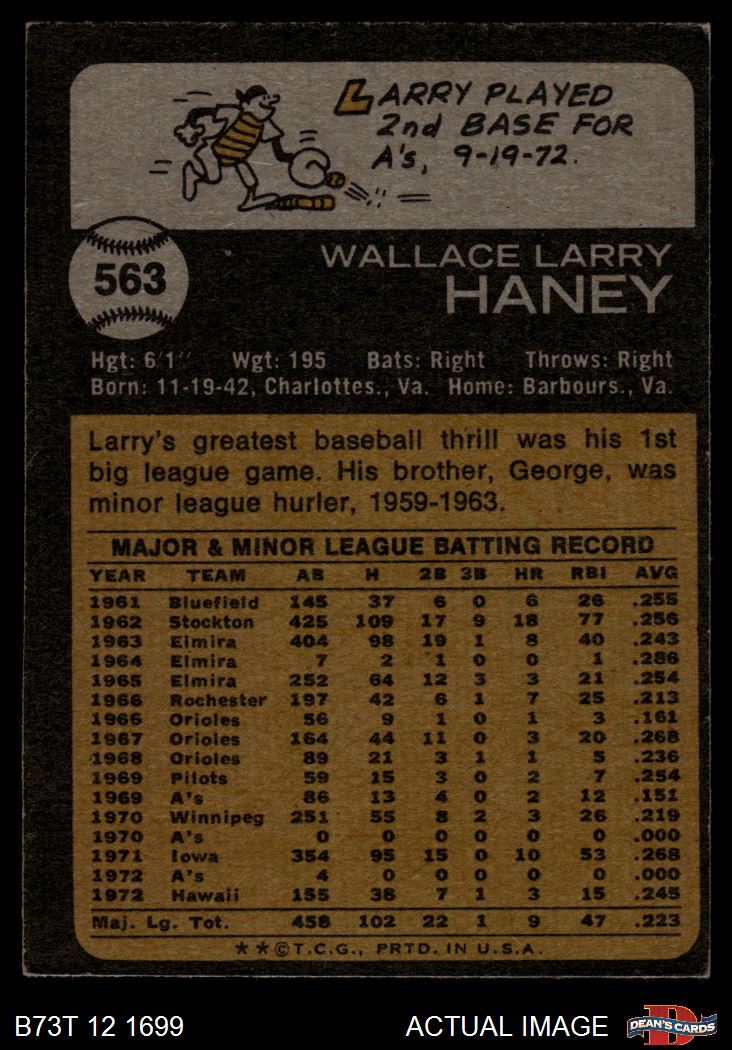 LARRY PLAYED
2nd BASE FOR
A's, 9-19-72.
563
WALLACE LARRY
HANEY
Hgt: 6'1" Wgt: 195 Bats: Right Throws: Right
Born: 11-19-42, Charlottes., Va. Home: Barbours., Va.
Larry's greatest baseball thrill was his 1st
big league game. His brother, George, was
minor league hurler, 1959-1963.
MAJOR & MINOR LEAGUE BATTING RECORD
YEAR TEAM AB H 2B 3B HR RBI AVG
1961 Bluefield 145 37 6 0 6 26 .255
1962 Stockton 425 109 17 9 18 77 .256
1963 Elmira 404 98 19 1 8 40 .243
1964 Elmira 7 2 1 0 0 1 .286
1965 Elmira 252 64 12 3 3 21 .254
1966 Rochester 197 42 6 1 7 25 .213
1966 Orioles 56 9 1 0 1 3 .161
1967 Orioles 164 44 11 0 3 20 .268
1968 Orioles 89 21 3 1 1 5 .236
1969 Pilots 59 15 3 0 2 7 .254
1969 A's 86 13 4 0 2 12 .151
1970 Winnipeg 251 55 8 2 3 26 .219
1970 A's 0 0 0 0 0 0 .000
1971 Iowa 354 95 15 0 10 53 .268
1972 A's 4 0 0 0 0 0 .000
1972 Hawaii 155 38 7 1 3 15 .245
Maj. Lg. Tot. 458 102 22 1 9 47 .223
**©T.C.G., PRTD. IN U.S.A.
B73T 12 1699 ACTUAL IMAGE D DEAN'S CARDS